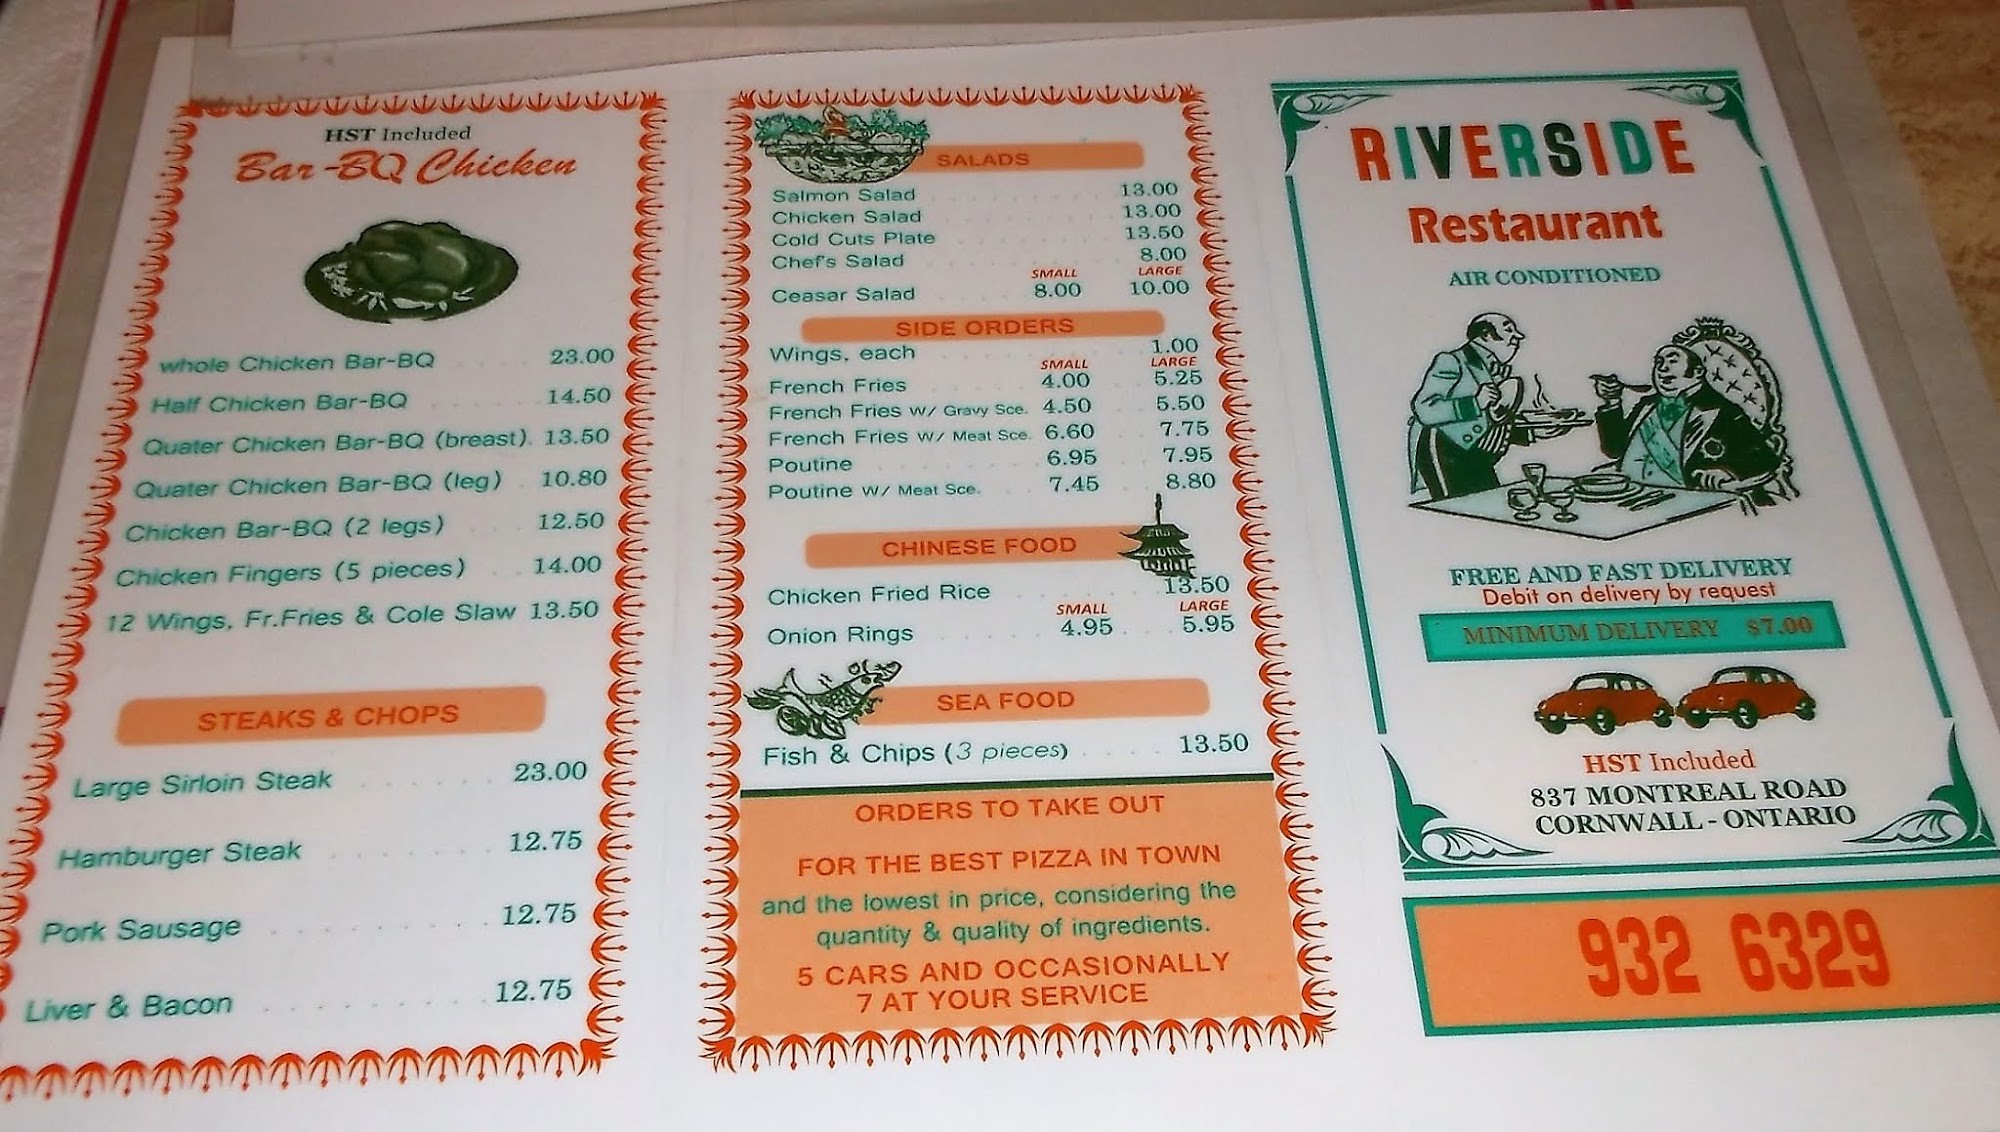 HST Included
Bar-BQ Chicken
whole Chicken Bar-BQ 23.00
Half Chicken Bar-BQ 14.50
Quater Chicken Bar-BQ (breast). 13.50
Quater Chicken Bar-BQ (leg) 10.80
Chicken Bar-BQ (2 legs) 12.50
Chicken Fingers (5 pieces) 14.00
12 Wings, Fr.Fries & Cole Slaw 13.50
STEAKS & CHOPS
Large Sirloin Steak 23.00
Hamburger Steak 12.75
Pork Sausage 12.75
Liver & Bacon 12.75
SALADS
Salmon Salad 13.00
Chicken Salad 13.00
Cold Cuts Plate 13.50
Chef's Salad 8.00
SMALL LARGE
Ceasar Salad 8.00 10.00
SIDE ORDERS
Wings, each 1.00
SMALL LARGE
French Fries 4.00 5.25
French Fries W/ Gravy Sce. 4.50 5.50
French Fries W/ Meat Sce. 6.60 7.75
Poutine 6.95 7.95
Poutine W/ Meat Sce. 7.45 8.80
CHINESE FOOD
Chicken Fried Rice 13.50
SMALL LARGE
Onion Rings 4.95 5.95
SEA FOOD
Fish & Chips (3 pieces) 13.50
ORDERS TO TAKE OUT
FOR THE BEST PIZZA IN TOWN
and the lowest in price, considering the
quantity & quality of ingredients.
5 CARS AND OCCASIONALLY
7 AT YOUR SERVICE
RIVERSIDE
Restaurant
AIR CONDITIONED
FREE AND FAST DELIVERY
Debit on delivery by request
MINIMUM DELIVERY $7.00
HST Included
837 MONTREAL ROAD
CORNWALL - ONTARIO
932 6329